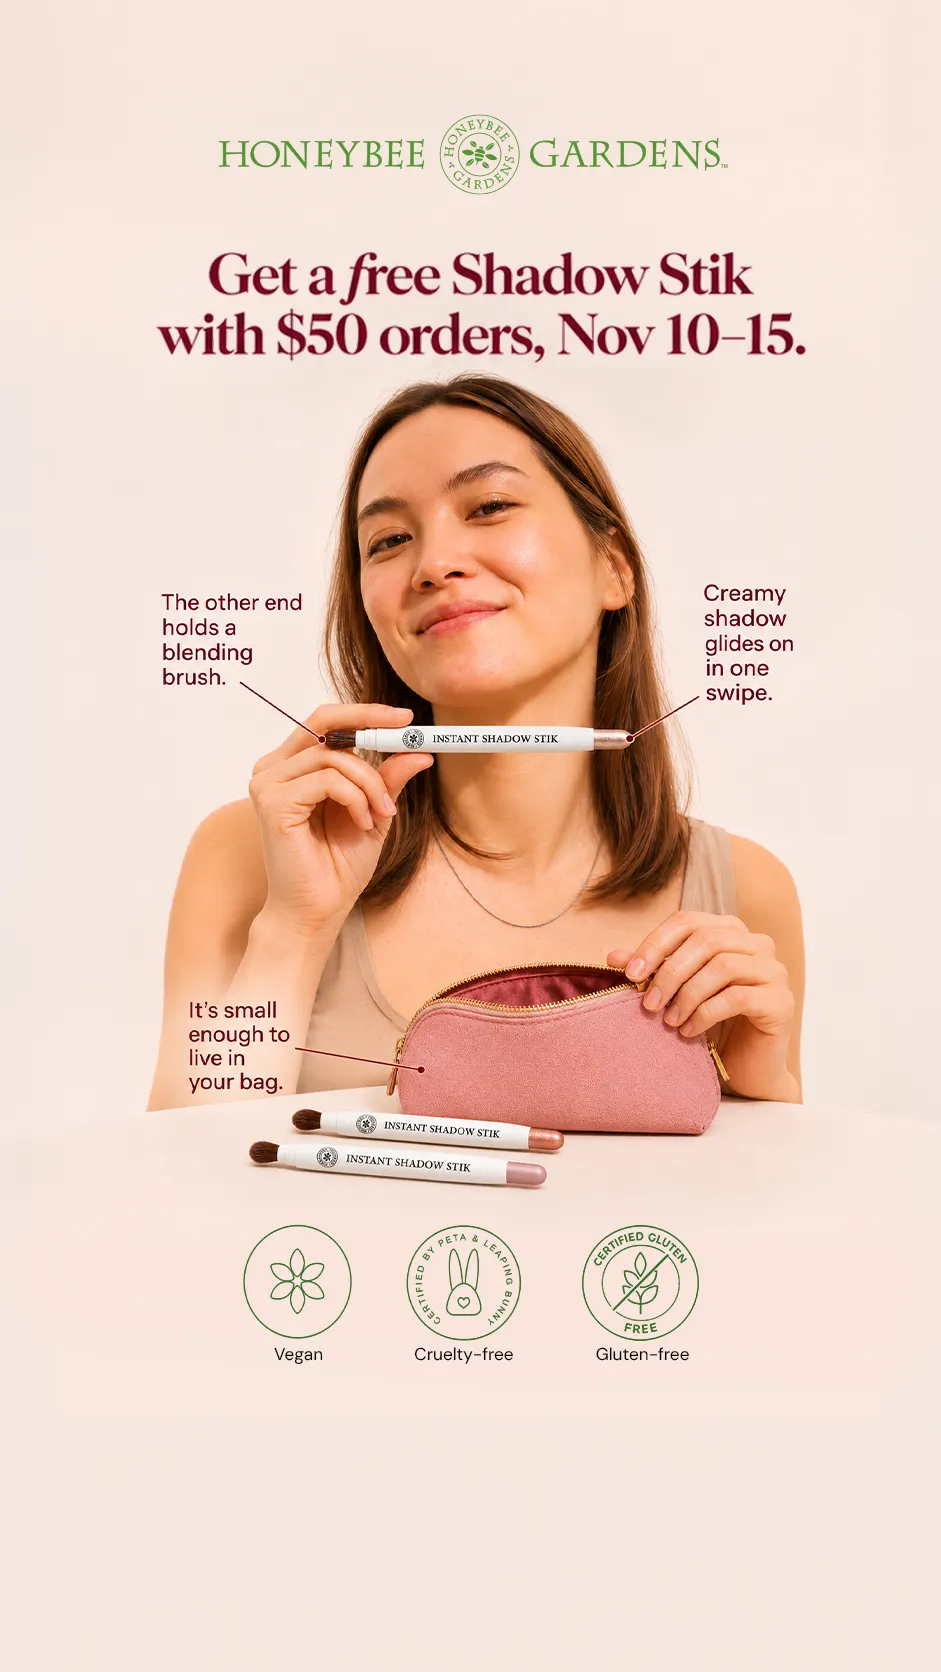 HONEYBEE GARDENS™
HONEYBEE GARDENS
Get a free Shadow Stik
with $50 orders, Nov 10–15.
The other end
holds a
blending
brush.
Creamy
shadow
glides on
in one
swipe.
INSTANT SHADOW STIK
It's small
enough to
live in
your bag.
INSTANT SHADOW STIK
INSTANT SHADOW STIK
CERTIFIED BY PETA & LEAPING BUNNY
CERTIFIED GLUTEN
FREE
Vegan
Cruelty-free
Gluten-free